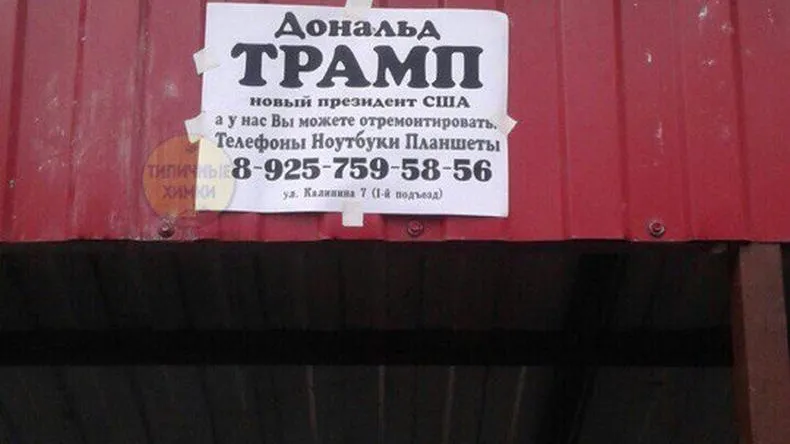 Дональд
ТРАМП
новый президент США
а у нас Вы можете отремонтировать:
Телефоны Ноутбуки Планшеты
8-925-759-58-56
ул. Калинина 7 (1-й подъезд)
ТИПИЧНЫЕ
ХИМКИ